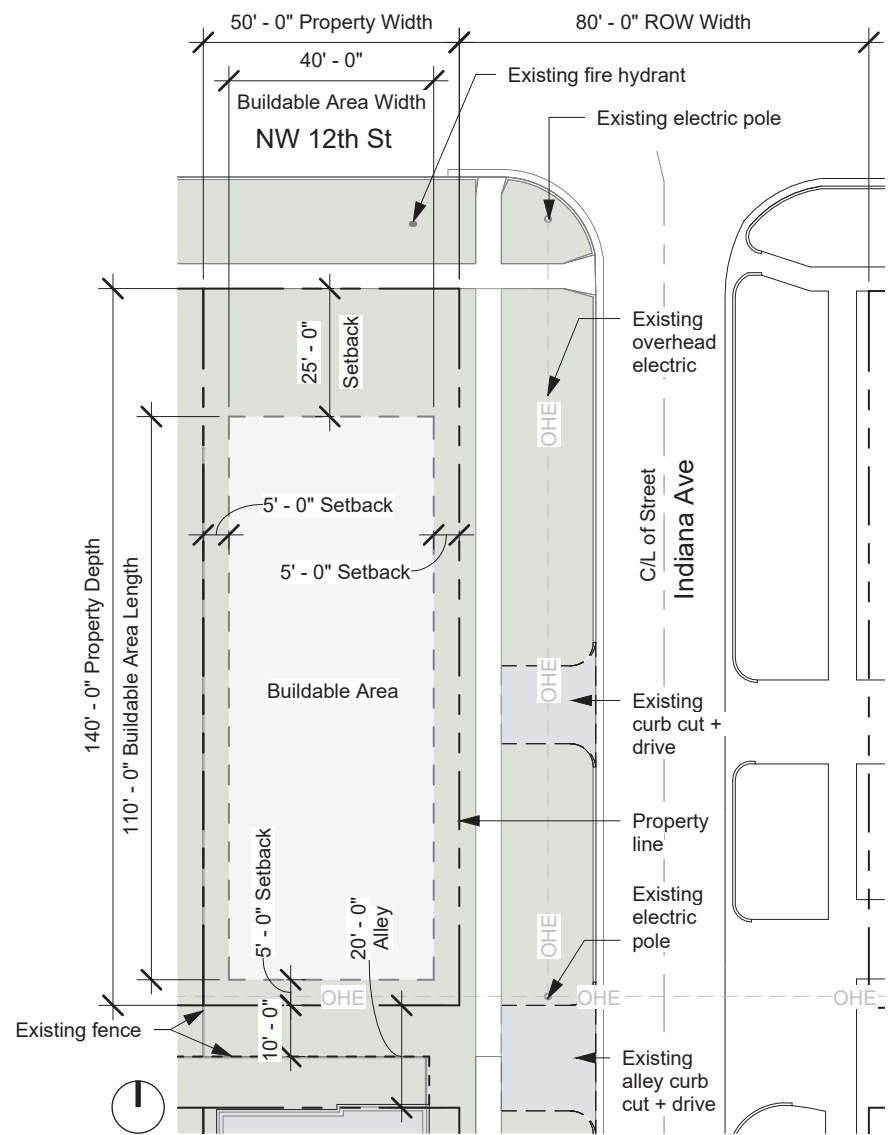 50' - 0" Property Width
80' - 0" ROW Width
40' - 0"
Buildable Area Width
NW 12th St
Existing fire hydrant
Existing electric pole
25' - 0"
Setback
Existing
overhead
electric
OHE
5' - 0" Setback
5' - 0" Setback
C/L of Street
Indiana Ave
140' - 0" Property Depth
110' - 0" Buildable Area Length
Buildable Area
OHE
Existing
curb cut +
drive
Property
line
5' - 0" Setback
20' - 0"
Alley
Existing
electric
pole
OHE
OHE
OHE
OHE
Existing fence
10' - 0"
Existing
alley curb
cut + drive